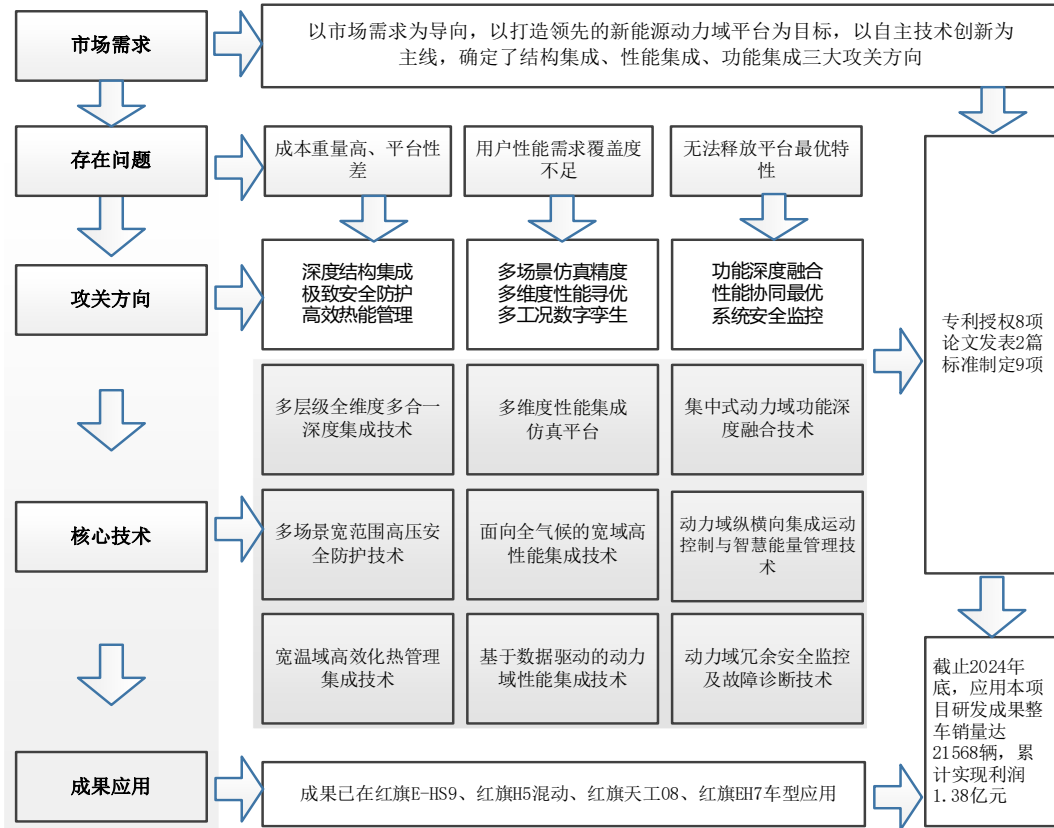 市场需求
以市场需求为导向，以打造领先的新能源动力域平台为目标，以自主技术创新为
主线，确定了结构集成、性能集成、功能集成三大攻关方向
存在问题
成本重量高、平台性
差
用户性能需求覆盖度
不足
无法释放平台最优特
性
攻关方向
深度结构集成
极致安全防护
高效热能管理
多场景仿真精度
多维度性能寻优
多工况数字孪生
功能深度融合
性能协同最优
系统安全监控
专利授权8项
论文发表2篇
标准制定9项
核心技术
多层级全维度多合一
深度集成技术
多维度性能集成
仿真平台
集中式动力域功能深
度融合技术
多场景宽范围高压安
全防护技术
面向全气候的宽域高
性能集成技术
动力域纵横向集成运动
控制与智慧能量管理技
术
宽温域高效化热管理
集成技术
基于数据驱动的动力
域性能集成技术
动力域冗余安全监控
及故障诊断技术
成果应用
成果已在红旗E-HS9、红旗H5混动、红旗天工08、红旗EH7车型应用
截止2024年
底，应用本项
目研发成果整
车销量达
21568辆，累
计实现利润
1.38亿元